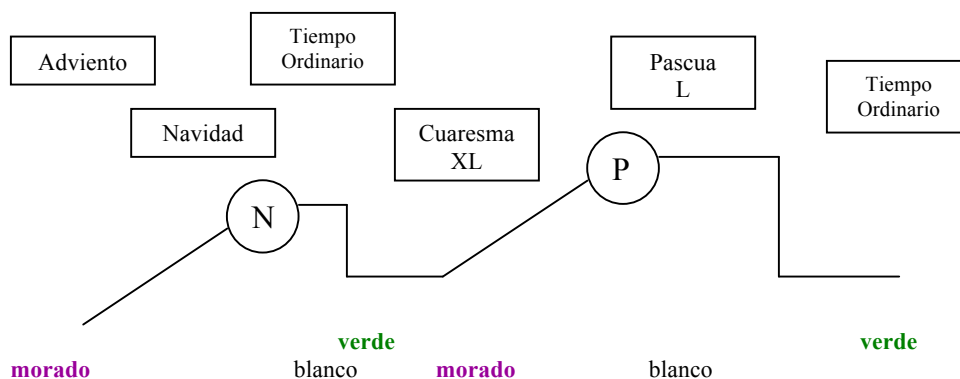 Adviento
Tiempo
Ordinario
Pascua
L
Tiempo
Ordinario
Navidad
Cuaresma
XL
N
P
verde
verde
morado
blanco
morado
blanco